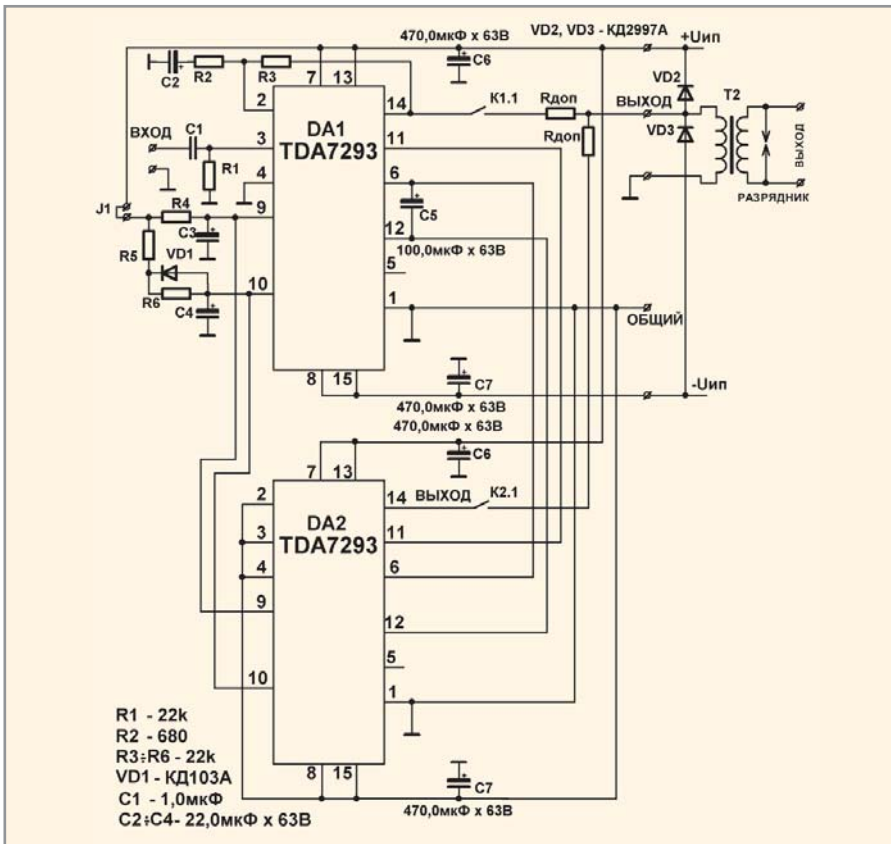 470,0мкФ x 63В
VD2, VD3 - КД2997А
+Uип
C2
R2
R3
C6
7
13
VD2
T2
2
14
K1.1
Rдоп
ВЫХОД
ВХОД
C1
3
DA1
TDA7293
11
Rдоп
VD3
ВЫХОД
R1
4
6
J1
R4
9
C5
РАЗРЯДНИК
C3
12
100,0мкФ x 63В
R5
VD1
5
R6
10
1
C4
ОБЩИЙ
8
15
C7
-Uип
470,0мкФ x 63В
470,0мкФ x 63В
C6
7
13
2
14
ВЫХОД
K2.1
DA2
TDA7293
3
11
4
6
9
12
5
10
1
R1 - 22k
R2 - 680
R3÷R6 - 22k
VD1 - КД103А
C1 - 1,0мкФ
C2÷C4- 22,0мкФ x 63В
8
15
C7
470,0мкФ x 63В